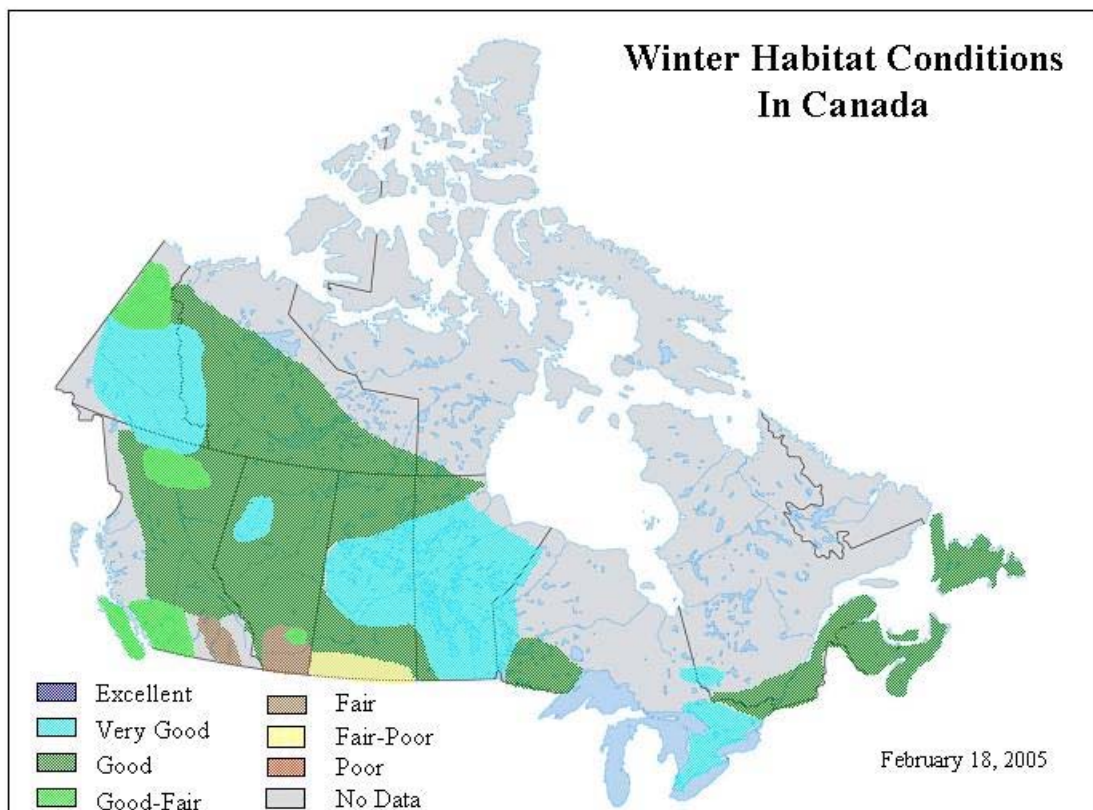 Winter Habitat Conditions
In Canada
Excellent
Very Good
Good
Good-Fair
Fair
Fair-Poor
Poor
No Data
February 18, 2005